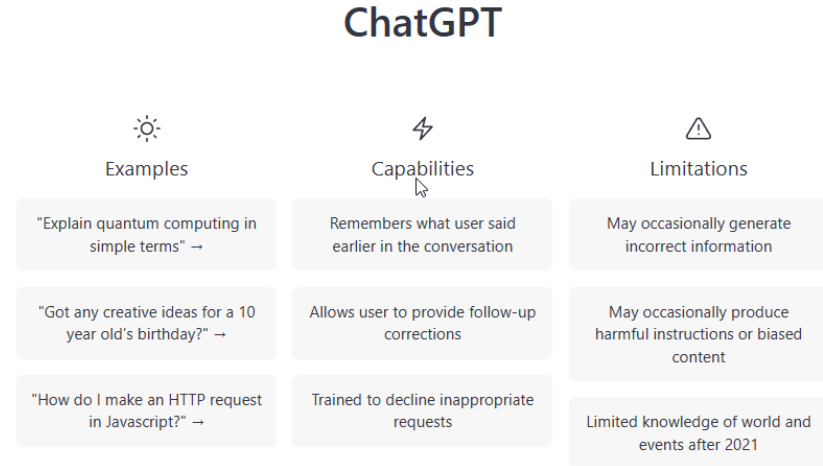 ChatGPT
Examples
"Explain quantum computing in
simple terms" →
"Got any creative ideas for a 10
year old's birthday?" →
"How do I make an HTTP request
in Javascript?" →
Capabilities
Remembers what user said
earlier in the conversation
Allows user to provide follow-up
corrections
Trained to decline inappropriate
requests
Limitations
May occasionally generate
incorrect information
May occasionally produce
harmful instructions or biased
content
Limited knowledge of world and
events after 2021